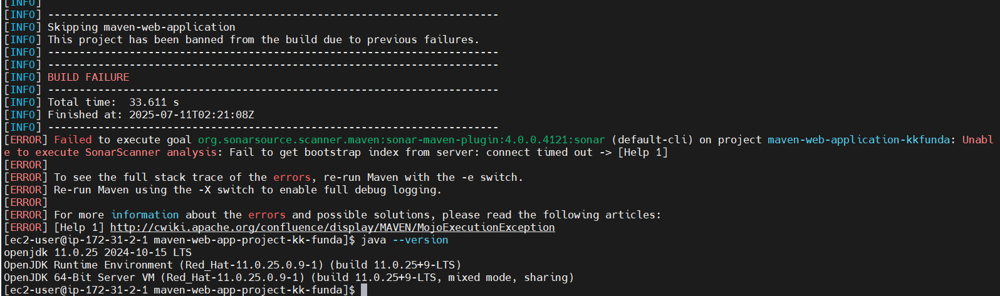 [INFO]
[INFO] ------------------------------------------------------------------------
[INFO] Skipping maven-web-application
[INFO] This project has been banned from the build due to previous failures.
[INFO] ------------------------------------------------------------------------
[INFO] ------------------------------------------------------------------------
[INFO] BUILD FAILURE
[INFO] ------------------------------------------------------------------------
[INFO] Total time:  33.611 s
[INFO] Finished at: 2025-07-11T02:21:08Z
[INFO] ------------------------------------------------------------------------
[ERROR] Failed to execute goal org.sonarsource.scanner.maven:sonar-maven-plugin:4.0.0.4121:sonar (default-cli) on project maven-web-application-kkfunda: Unabl
e to execute SonarScanner analysis: Fail to get bootstrap index from server: connect timed out -> [Help 1]
[ERROR]
[ERROR] To see the full stack trace of the errors, re-run Maven with the -e switch.
[ERROR] Re-run Maven using the -X switch to enable full debug logging.
[ERROR]
[ERROR] For more information about the errors and possible solutions, please read the following articles:
[ERROR] [Help 1] http://cwiki.apache.org/confluence/display/MAVEN/MojoExecutionException
[ec2-user@ip-172-31-2-1 maven-web-app-project-kk-funda]$ java --version
openjdk 11.0.25 2024-10-15 LTS
OpenJDK Runtime Environment (Red_Hat-11.0.25.0.9-1) (build 11.0.25+9-LTS)
OpenJDK 64-Bit Server VM (Red_Hat-11.0.25.0.9-1) (build 11.0.25+9-LTS, mixed mode, sharing)
[ec2-user@ip-172-31-2-1 maven-web-app-project-kk-funda]$